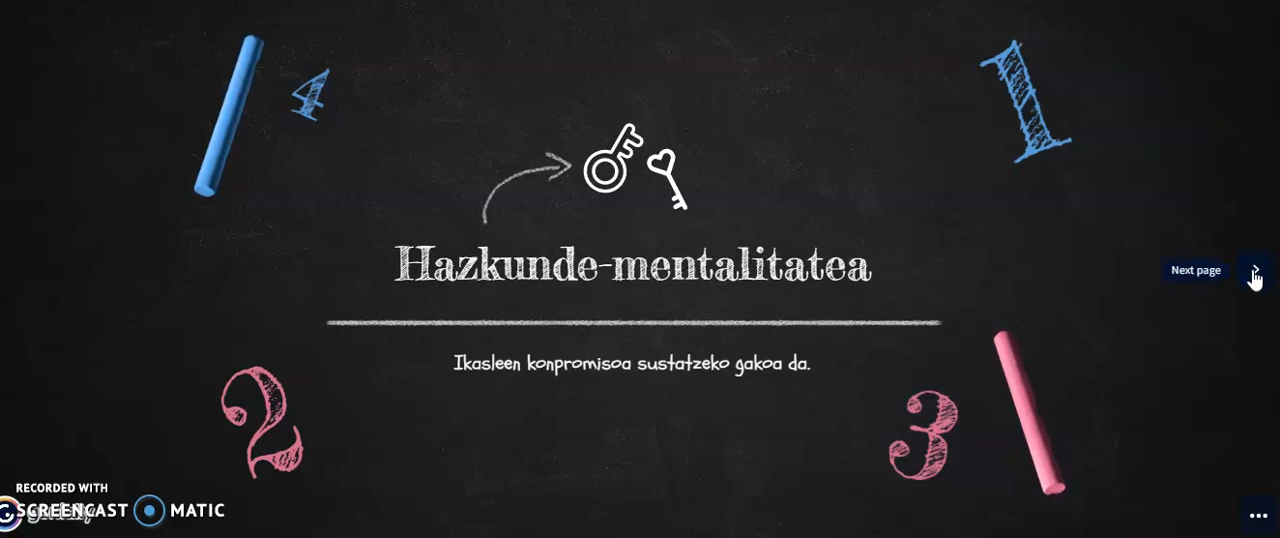 4
1
Hazkunde-mentalitatea
Next page
Ikasleen konpromisoa sustatzeko gakoa da.
2
3
RECORDED WITH
SCREENCAST MATIC